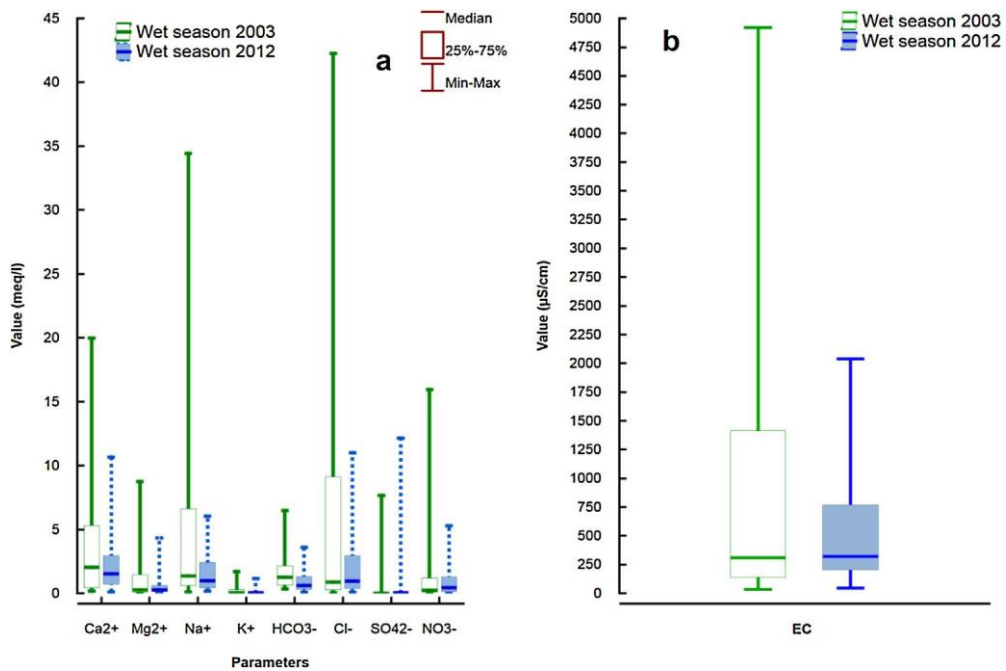 45
40
35
30
25
20
15
10
5
0
Value (meq/l)
Wet season 2003
Wet season 2012
a
Median
25%-75%
Min-Max
Ca2+ Mg2+ Na+ K+ HCO3- Cl- SO42- NO3-
Parameters
5000
4750
4500
4250
4000
3750
3500
3250
3000
2750
2500
2250
2000
1750
1500
1250
1000
750
500
250
0
Value (µS/cm)
b
Wet season 2003
Wet season 2012
EC